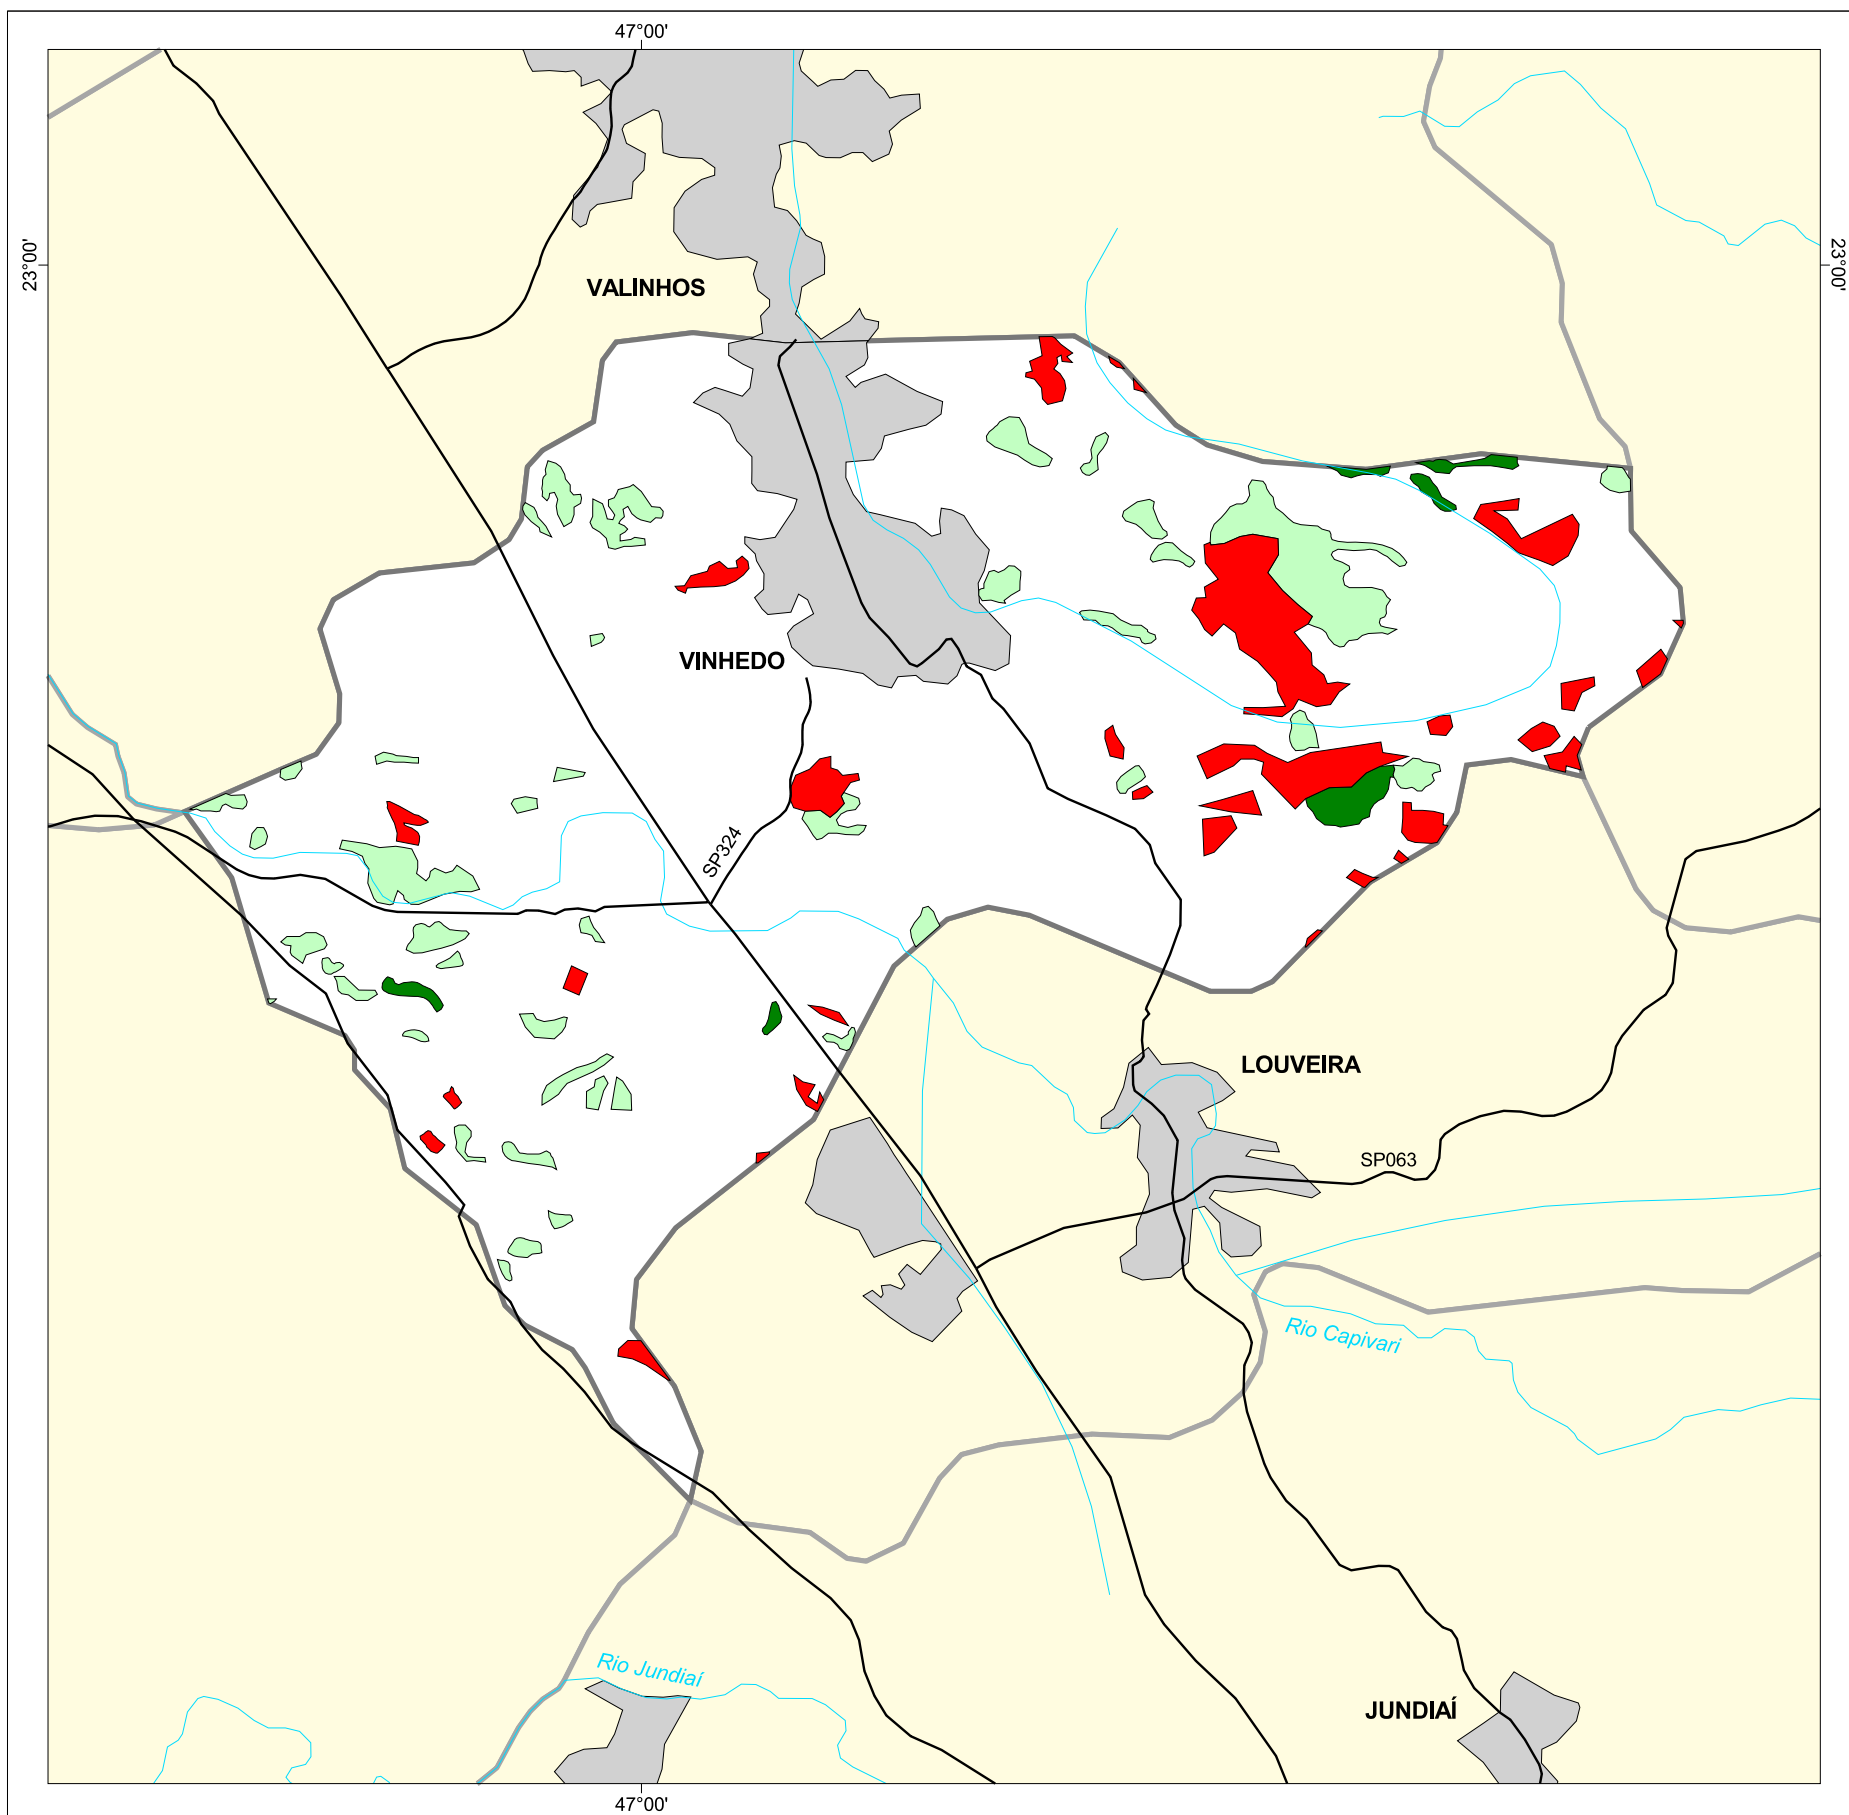 47°00'
23°00'
23°00'
VALINHOS
VINHEDO
SP324
LOUVEIRA
SP063
Rio Capivari
Rio Jundiaí
JUNDIAÍ
47°00'